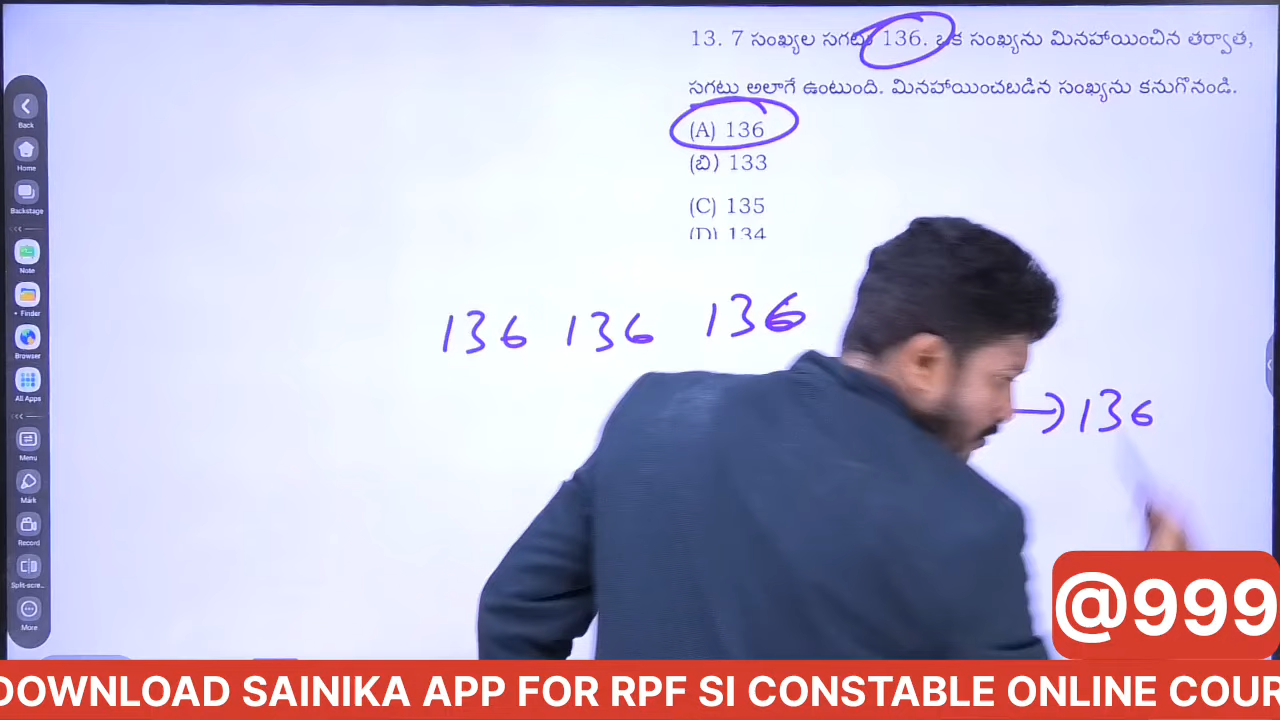 13. 7 సంఖ్యల సగటు 136. ఒక సంఖ్యను మినహాయించిన తర్వాత,
సగటు అలాగే ఉంటుంది. మినహాయించబడిన సంఖ్యను కనుగొనండి.
(A) 136
(బి) 133
(C) 135
(D) 134
136 136 136
→ 136
Back
Home
Backstage
Note
Finder
Browser
All Apps
Menu
Mark
Record
Split-scre..
More
@999
DOWNLOAD SAINIKA APP FOR RPF SI CONSTABLE ONLINE COUR